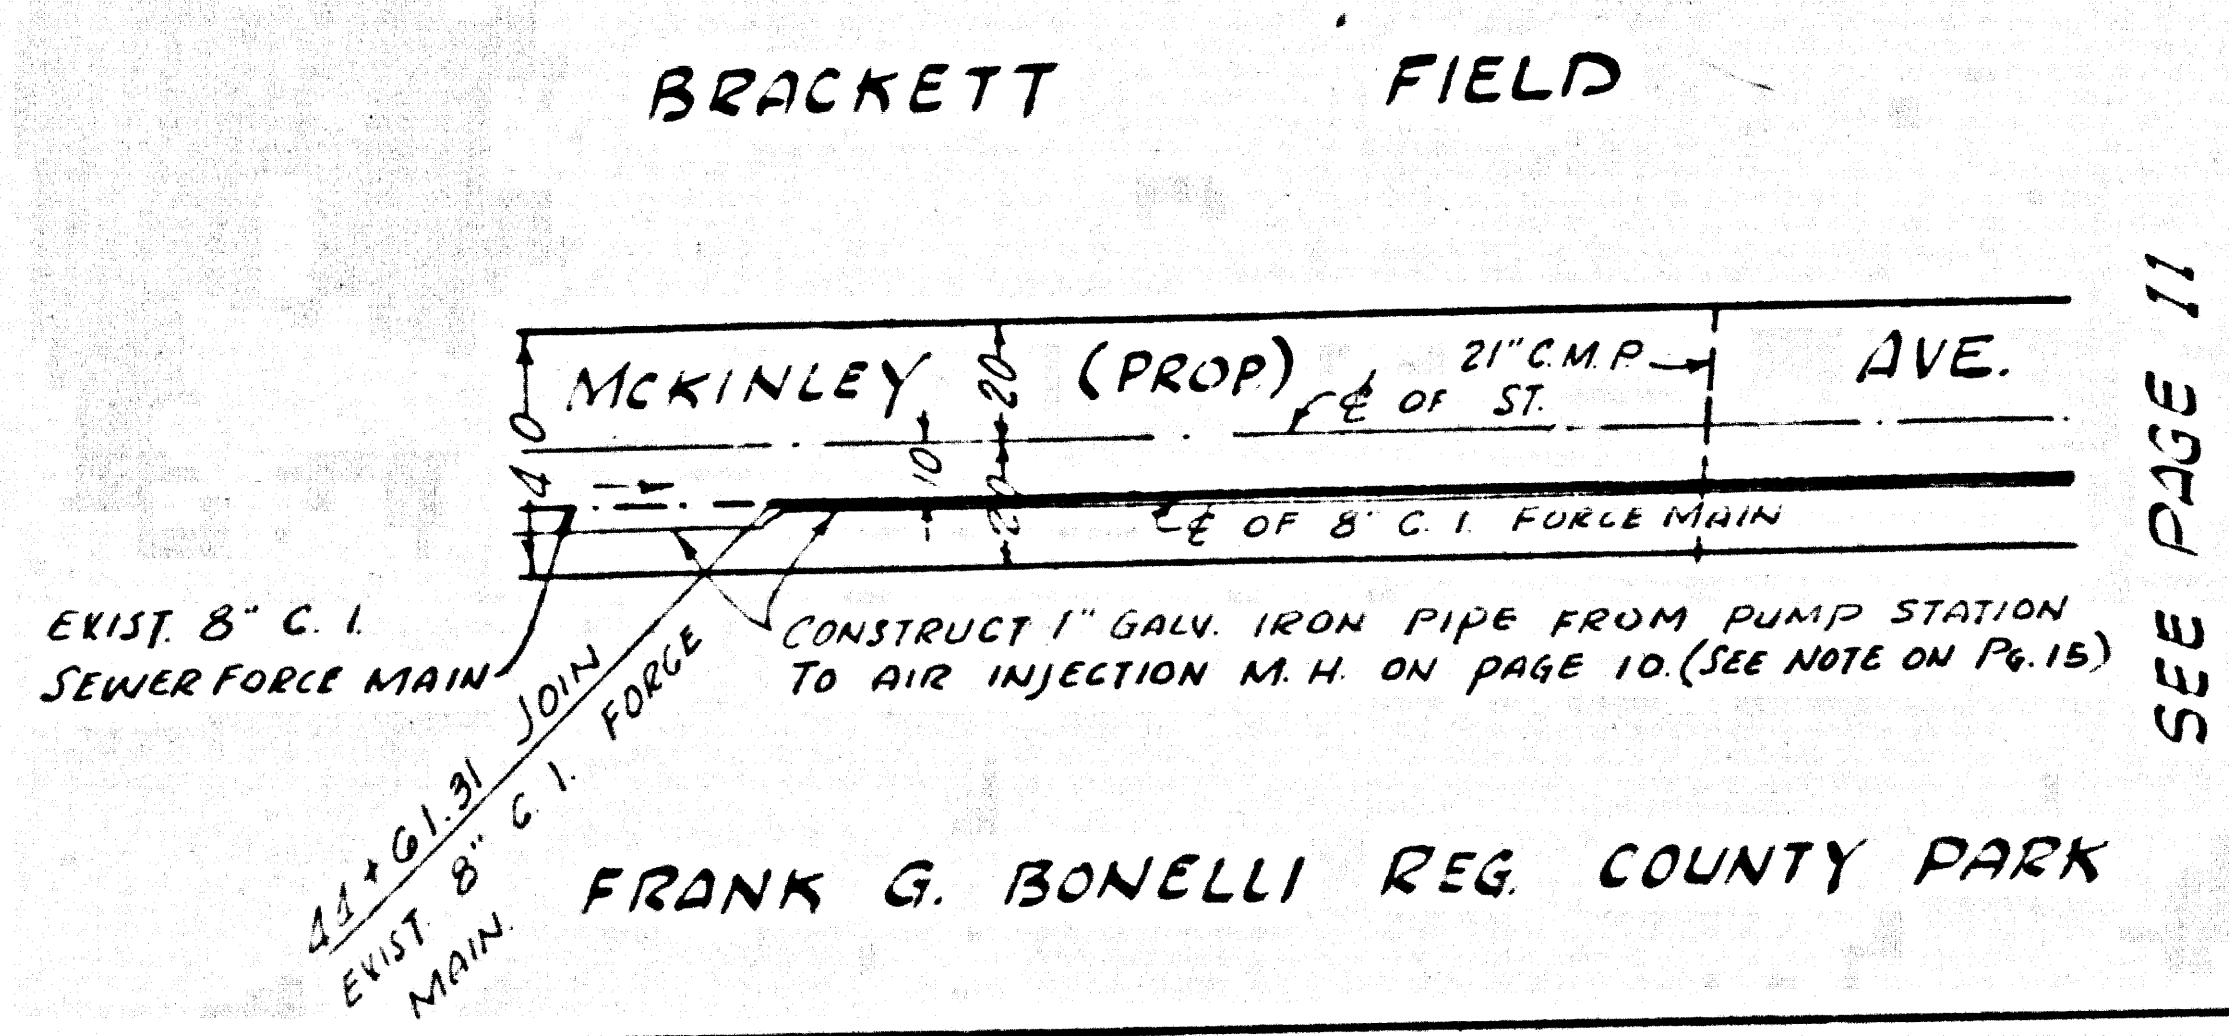 BRACKETT FIELD
MCKINLEY (PROP.) AVE.
21" C.M.P.
℄ OF ST.
40
20
10
20
℄ OF 8" C. I. FORCE MAIN
SEE PAGE 11
EXIST. 8" C. I.
SEWER FORCE MAIN
CONSTRUCT 1" GALV. IRON PIPE FROM PUMP STATION
TO AIR INJECTION M. H. ON PAGE 10. (SEE NOTE ON PG. 15)
44+61.31 JOIN
EXIST. 8" C. I. FORCE
MAIN.
FRANK G. BONELLI REG. COUNTY PARK